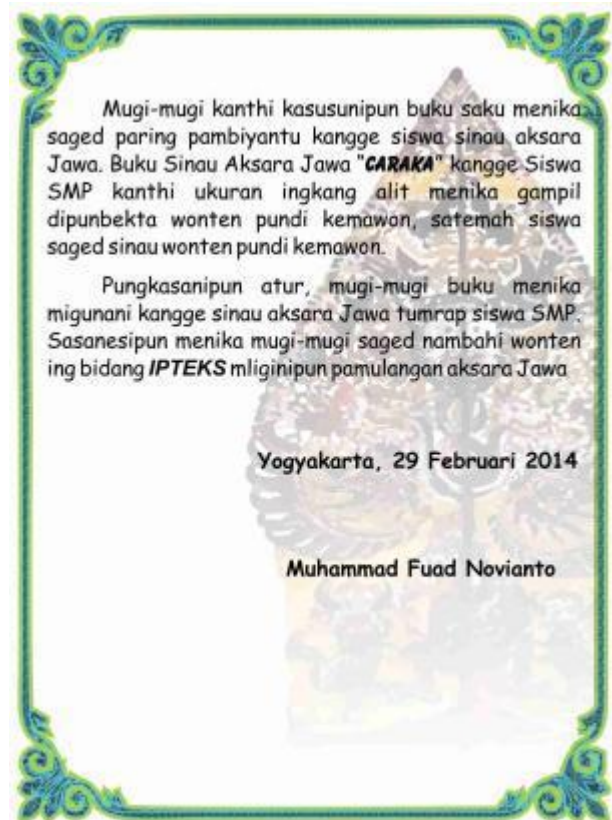 Mugi-mugi kanthi kasusunipun buku saku menika
saged paring pambiyantu kangge siswa sinau aksara
Jawa. Buku Sinau Aksara Jawa "CARAKA" kangge Siswa
SMP kanthi ukuran ingkang alit menika gampil
dipunbekta wonten pundi kemawon, satemah siswa
saged sinau wonten pundi kemawon.
Pungkasanipun atur, mugi-mugi buku menika
migunani kangge sinau aksara Jawa tumrap siswa SMP.
Sasanesipun menika mugi-mugi saged nambahi wonten
ing bidang IPTEKS mliginipun pamulangan aksara Jawa
Yogyakarta, 29 Februari 2014
Muhammad Fuad Novianto